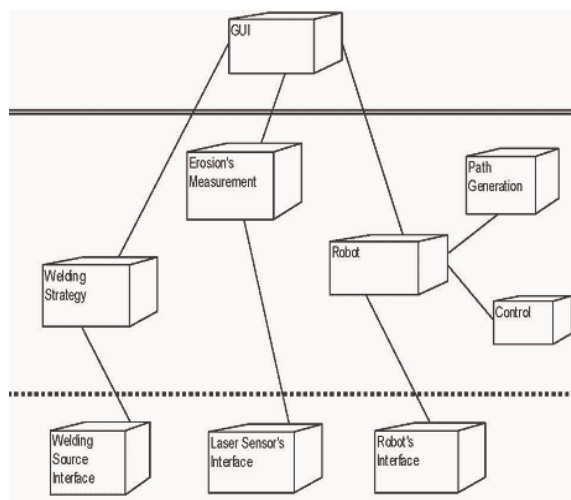 GUI
Erosion's
Measurement
Path
Generation
Robot
Welding
Strategy
Control
Welding
Source
Interface
Laser Sensor's
Interface
Robot's
Interface